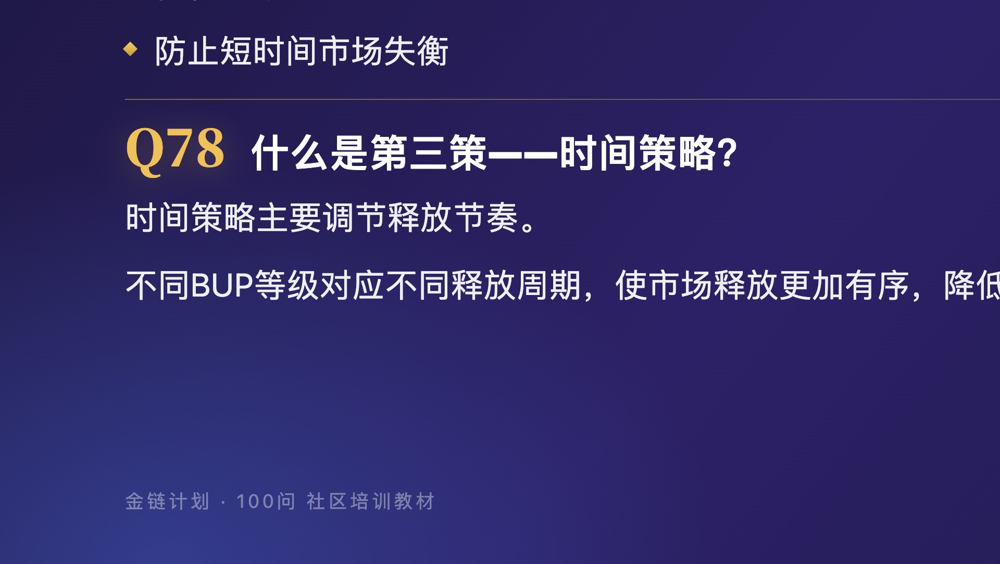 防止短时间市场失衡
Q78 什么是第三策——时间策略？
时间策略主要调节释放节奏。
不同BUP等级对应不同释放周期，使市场释放更加有序，降低
金链计划 · 100问 社区培训教材